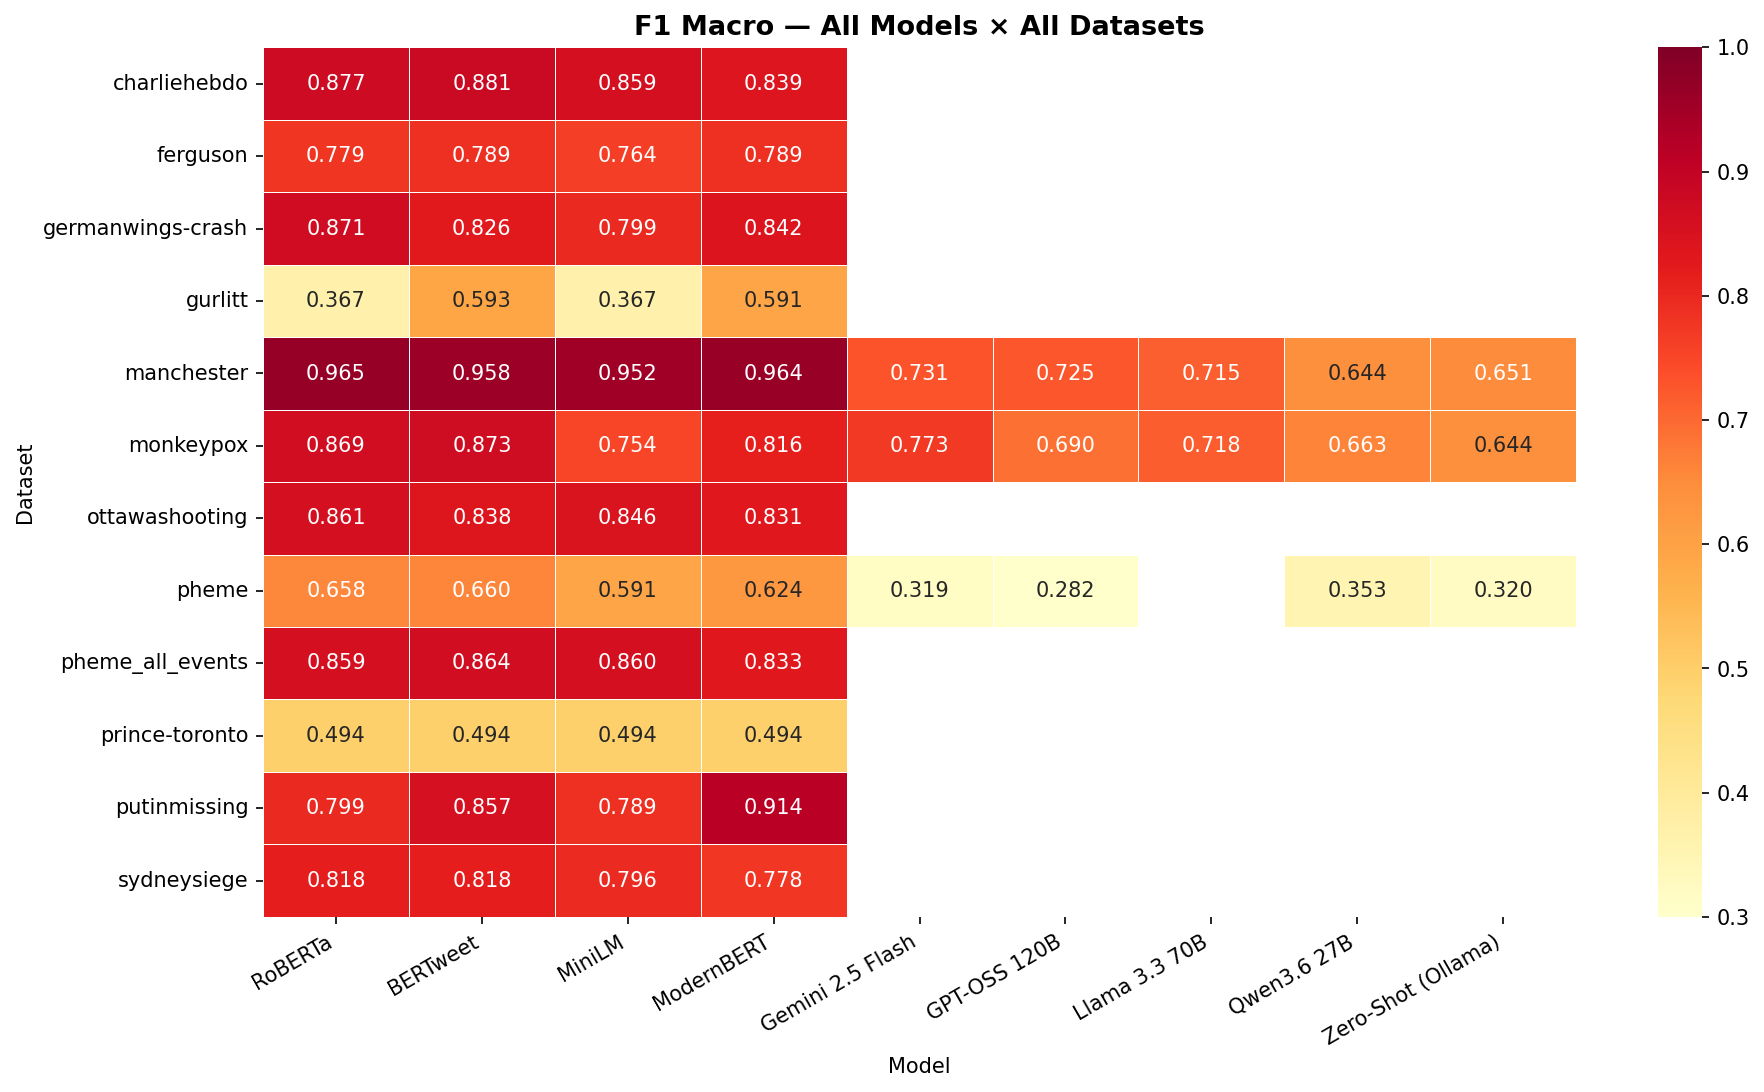 F1 Macro — All Models × All Datasets
charliehebdo 0.877 0.881 0.859 0.839
ferguson 0.779 0.789 0.764 0.789
germanwings-crash 0.871 0.826 0.799 0.842
gurlitt 0.367 0.593 0.367 0.591
manchester 0.965 0.958 0.952 0.964 0.731 0.725 0.715 0.644 0.651
monkeypox 0.869 0.873 0.754 0.816 0.773 0.690 0.718 0.663 0.644
ottawashooting 0.861 0.838 0.846 0.831
pheme 0.658 0.660 0.591 0.624 0.319 0.282 0.353 0.320
pheme_all_events 0.859 0.864 0.860 0.833
prince-toronto 0.494 0.494 0.494 0.494
putinmissing 0.799 0.857 0.789 0.914
sydneysiege 0.818 0.818 0.796 0.778
Dataset
RoBERTa
BERTweet
MiniLM
ModernBERT
Gemini 2.5 Flash
GPT-OSS 120B
Llama 3.3 70B
Qwen3.6 27B
Zero-Shot (Ollama)
Model
1.0
0.9
0.8
0.7
0.6
0.5
0.4
0.3